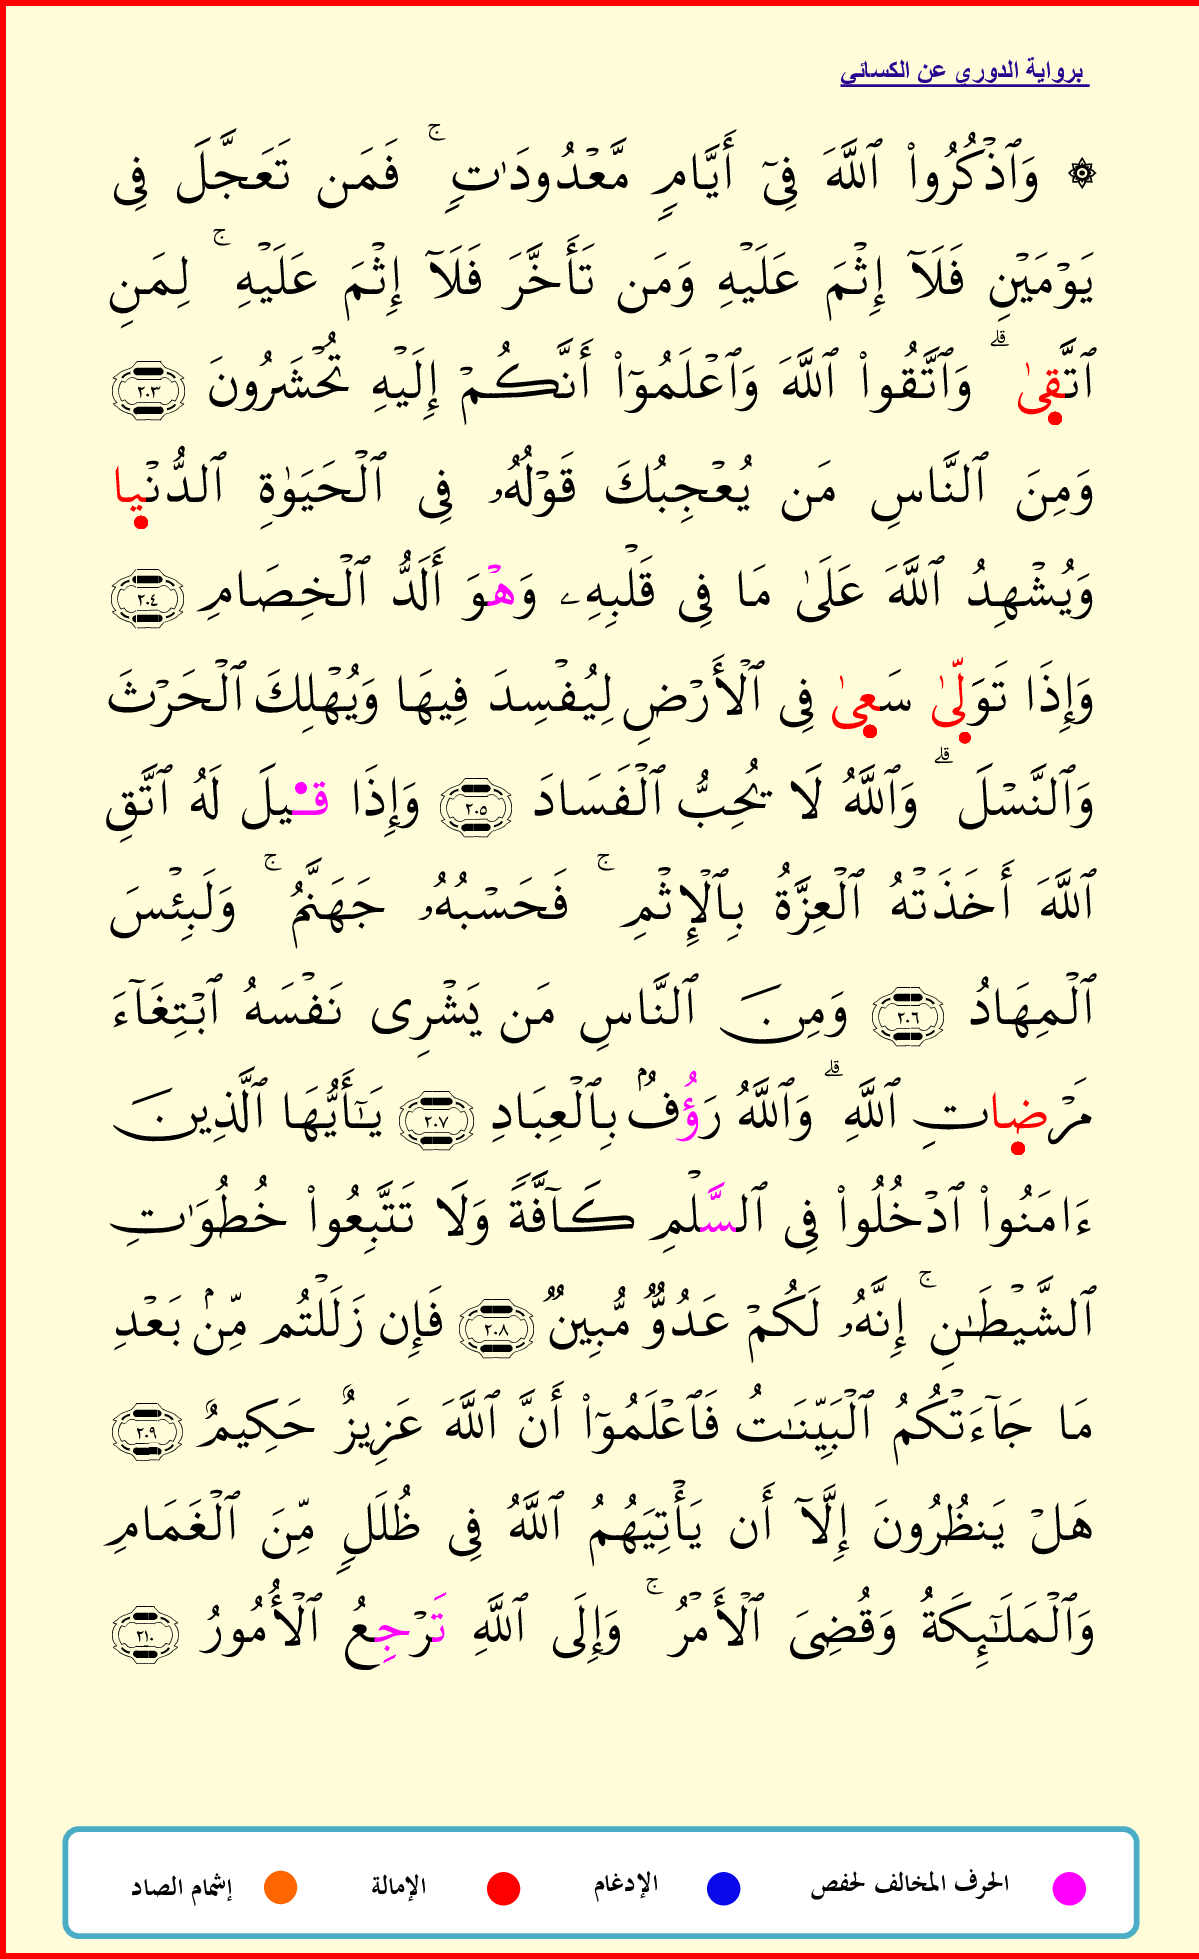 برواية الدوري عن الكسائي
۞ وَٱذۡكُرُواْ ٱللَّهَ فِيٓ أَيَّامٖ مَّعۡدُودَٰتٖۚ فَمَن تَعَجَّلَ فِي
يَوۡمَيۡنِ فَلَآ إِثۡمَ عَلَيۡهِ وَمَن تَأَخَّرَ فَلَآ إِثۡمَ عَلَيۡهِۚ لِمَنِ
ٱتَّقِىٰۗ وَٱتَّقُواْ ٱللَّهَ وَٱعۡلَمُوٓاْ أَنَّكُمۡ إِلَيۡهِ تُحۡشَرُونَ ٢٠٣
وَمِنَ ٱلنَّاسِ مَن يُعۡجِبُكَ قَوۡلُهُۥ فِي ٱلۡحَيَوٰةِ ٱلدُّنۡيا
وَيُشۡهِدُ ٱللَّهَ عَلَىٰ مَا فِي قَلۡبِهِۦ وَهۡوَ أَلَدُّ ٱلۡخِصَامِ ٢٠٤
وَإِذَا تَوَلّىٰ سَعىٰ فِي ٱلۡأَرۡضِ لِيُفۡسِدَ فِيهَا وَيُهۡلِكَ ٱلۡحَرۡثَ
وَٱلنَّسۡلَۚ وَٱللَّهُ لَا يُحِبُّ ٱلۡفَسَادَ ٢٠٥ وَإِذَا قـيلَ لَهُ ٱتَّقِ
ٱللَّهَ أَخَذَتۡهُ ٱلۡعِزَّةُ بِٱلۡإِثۡمِۚ فَحَسۡبُهُۥ جَهَنَّمُۚ وَلَبِئۡسَ
ٱلۡمِهَادُ ٢٠٦ وَمِنَ ٱلنَّاسِ مَن يَشۡرِي نَفۡسَهُ ٱبۡتِغَآءَ
مَرۡضاتِ ٱللَّهِۗ وَٱللَّهُ رَؤُفُۢ بِٱلۡعِبَادِ ٢٠٧ يَٰٓأَيُّهَا ٱلَّذِينَ
ءَامَنُواْ ٱدۡخُلُواْ فِي ٱلسَّلۡمِ كَآفَّةٗ وَلَا تَتَّبِعُواْ خُطُوَٰتِ
ٱلشَّيۡطَٰنِۚ إِنَّهُۥ لَكُمۡ عَدُوّٞ مُّبِينٞ ٢٠٨ فَإِن زَلَلۡتُم مِّنۢ بَعۡدِ
مَا جَآءَتۡكُمُ ٱلۡبَيِّنَٰتُ فَٱعۡلَمُوٓاْ أَنَّ ٱللَّهَ عَزِيزٌ حَكِيمٌ ٢٠٩
هَلۡ يَنظُرُونَ إِلَّآ أَن يَأۡتِيَهُمُ ٱللَّهُ فِي ظُلَلٖ مِّنَ ٱلۡغَمَامِ
وَٱلۡمَلَٰٓئِكَةُ وَقُضِيَ ٱلۡأَمۡرُۚ وَإِلَى ٱللَّهِ تَرۡجِعُ ٱلۡأُمُورُ ٢١٠
الحرف المخالف لحفص الإدغام الإمالة إشمام الصاد